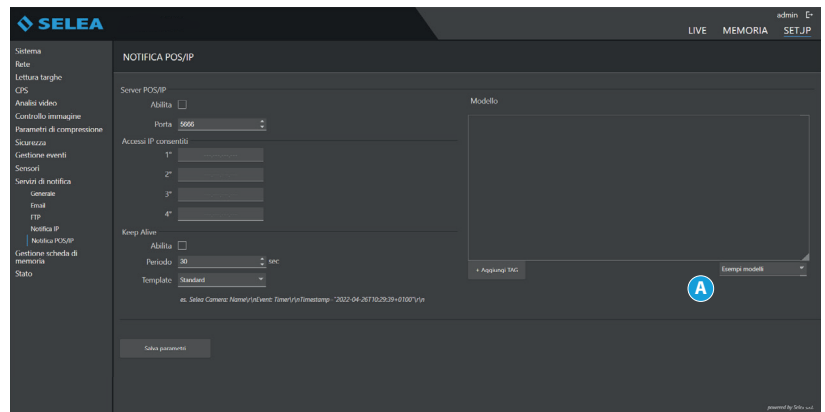 SELEA
admin
LIVE MEMORIA SETUP
Sistema
Rete
Lettura targhe
CPS
Analisi video
Controllo immagine
Parametri di compressione
Sicurezza
Gestione eventi
Sensori
Servizi di notifica
Generale
Email
FTP
Notifica IP
Notifica POS/IP
Gestione scheda di
memoria
Stato
NOTIFICA POS/IP
Server POS/IP
Abilita
Porta 5666
Accessi IP consentiti
1°
2°
3°
4°
Keep Alive
Abilita
Periodo 30 sec
Template Standard
es. Selea Camera: Name\r\nEvent: Timer\r\nTimestamp -"2022-04-26T10:29:39+0100"\r\n
Salva parametri
Modello
+ Aggiungi TAG
Esempi modelli
A
powered by Selea s.r.l.